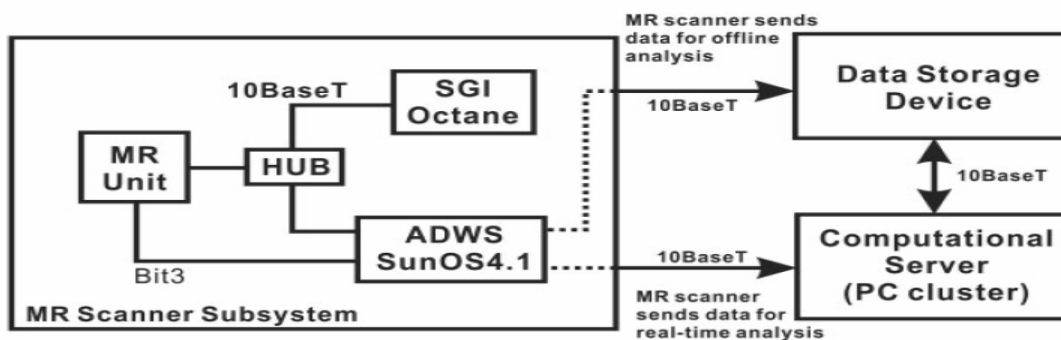 MR scanner sends
data for offline
analysis
10BaseT
SGI
Octane
10BaseT
Data Storage
Device
MR
Unit
HUB
10BaseT
ADWS
SunOS4.1
Bit3
10BaseT
Computational
Server
(PC cluster)
MR Scanner Subsystem
MR scanner
sends data for
real-time analysis